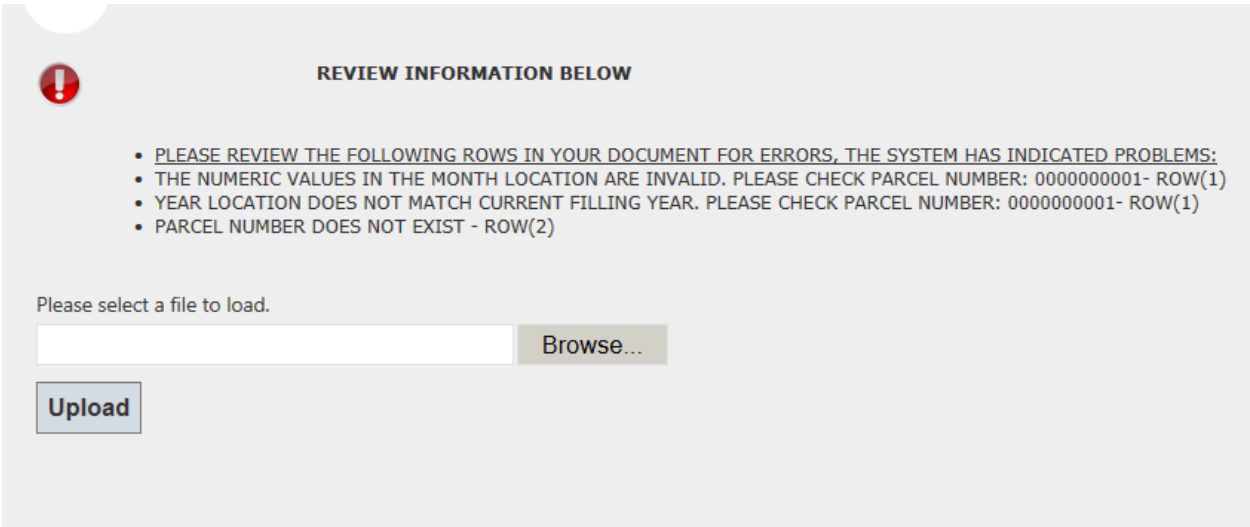 REVIEW INFORMATION BELOW
• PLEASE REVIEW THE FOLLOWING ROWS IN YOUR DOCUMENT FOR ERRORS, THE SYSTEM HAS INDICATED PROBLEMS:
• THE NUMERIC VALUES IN THE MONTH LOCATION ARE INVALID. PLEASE CHECK PARCEL NUMBER: 0000000001- ROW(1)
• YEAR LOCATION DOES NOT MATCH CURRENT FILLING YEAR. PLEASE CHECK PARCEL NUMBER: 0000000001- ROW(1)
• PARCEL NUMBER DOES NOT EXIST - ROW(2)
Please select a file to load.
Browse...
Upload